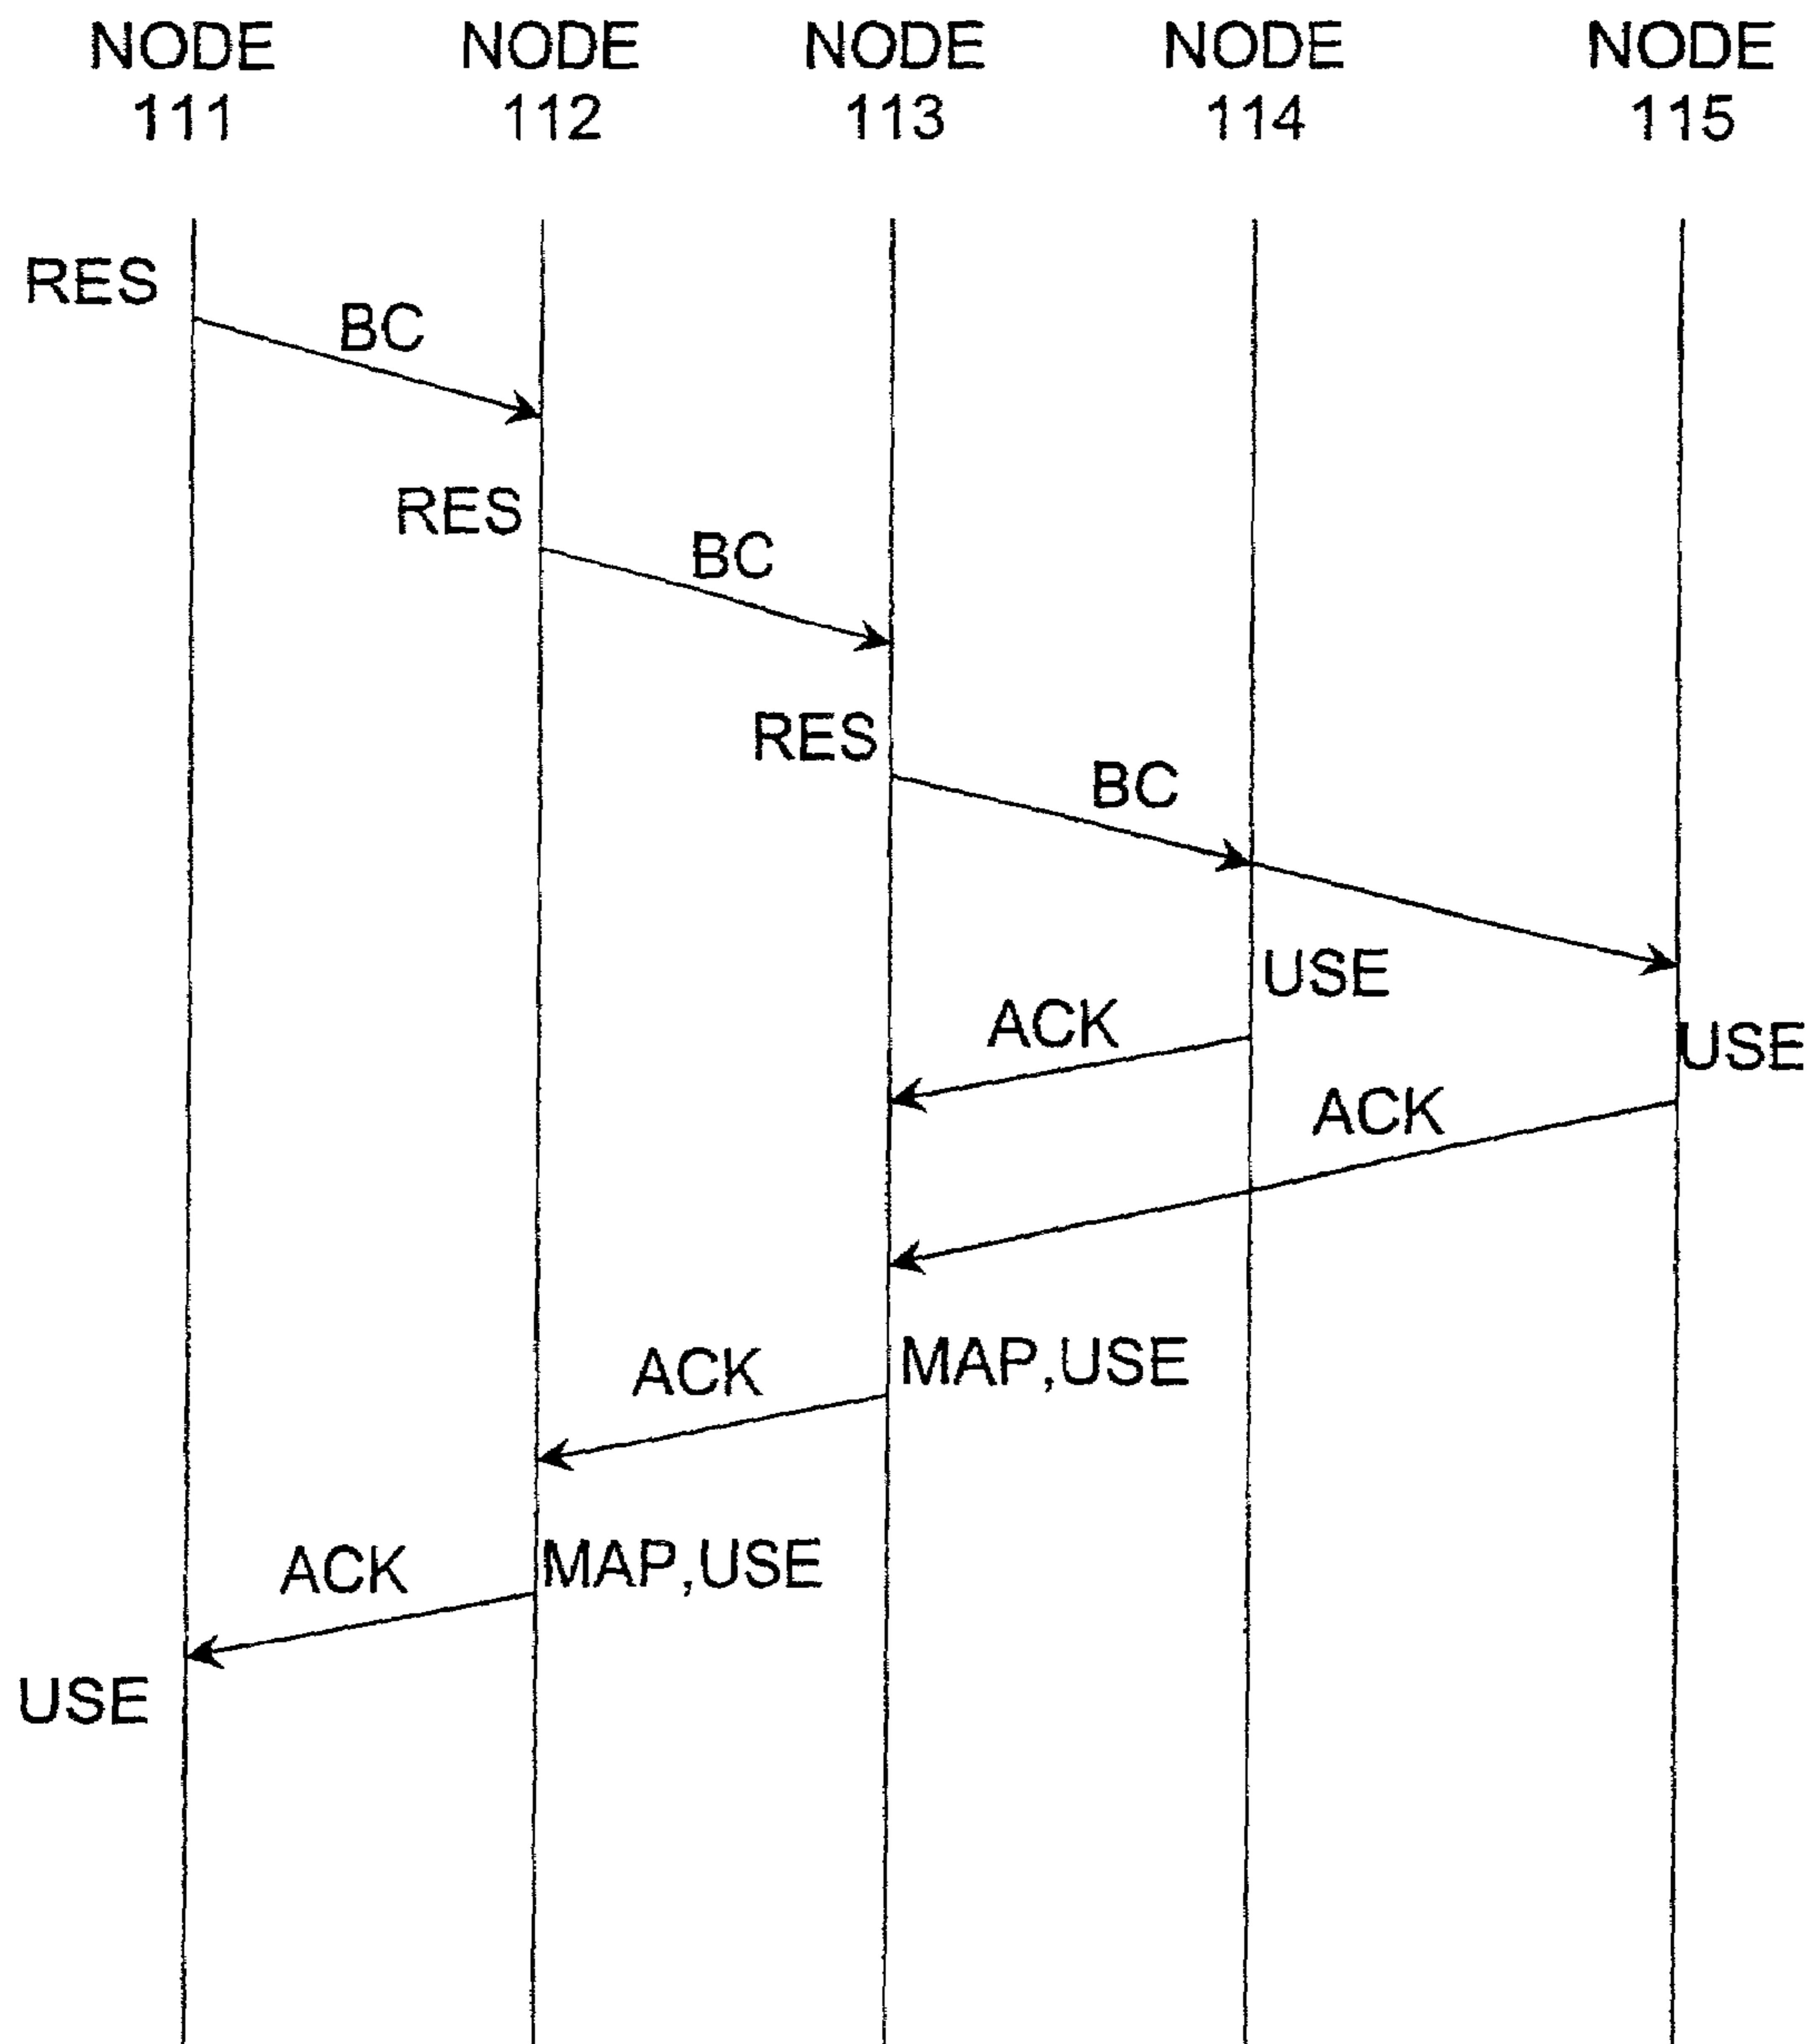 NODE NODE NODE NODE NODE
111 112 113 114 115
RES
BC
RES
BC
RES
BC
USE
ACK
USE
ACK
MAP,USE
ACK
MAP,USE
ACK
USE